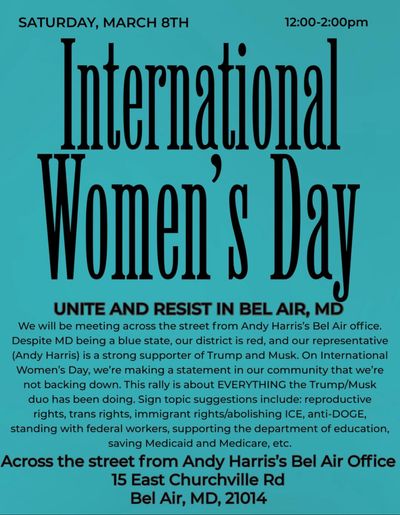 SATURDAY, MARCH 8TH
12:00-2:00pm
International
Women's Day
UNITE AND RESIST IN BEL AIR, MD
We will be meeting across the street from Andy Harris's Bel Air office.
Despite MD being a blue state, our district is red, and our representative
(Andy Harris) is a strong supporter of Trump and Musk. On International
Women's Day, we're making a statement in our community that we're
not backing down. This rally is about EVERYTHING the Trump/Musk
duo has been doing. Sign topic suggestions include: reproductive
rights, trans rights, immigrant rights/abolishing ICE, anti-DOGE,
standing with federal workers, supporting the department of education,
saving Medicaid and Medicare, etc.
Across the street from Andy Harris's Bel Air Office
15 East Churchville Rd
Bel Air, MD, 21014